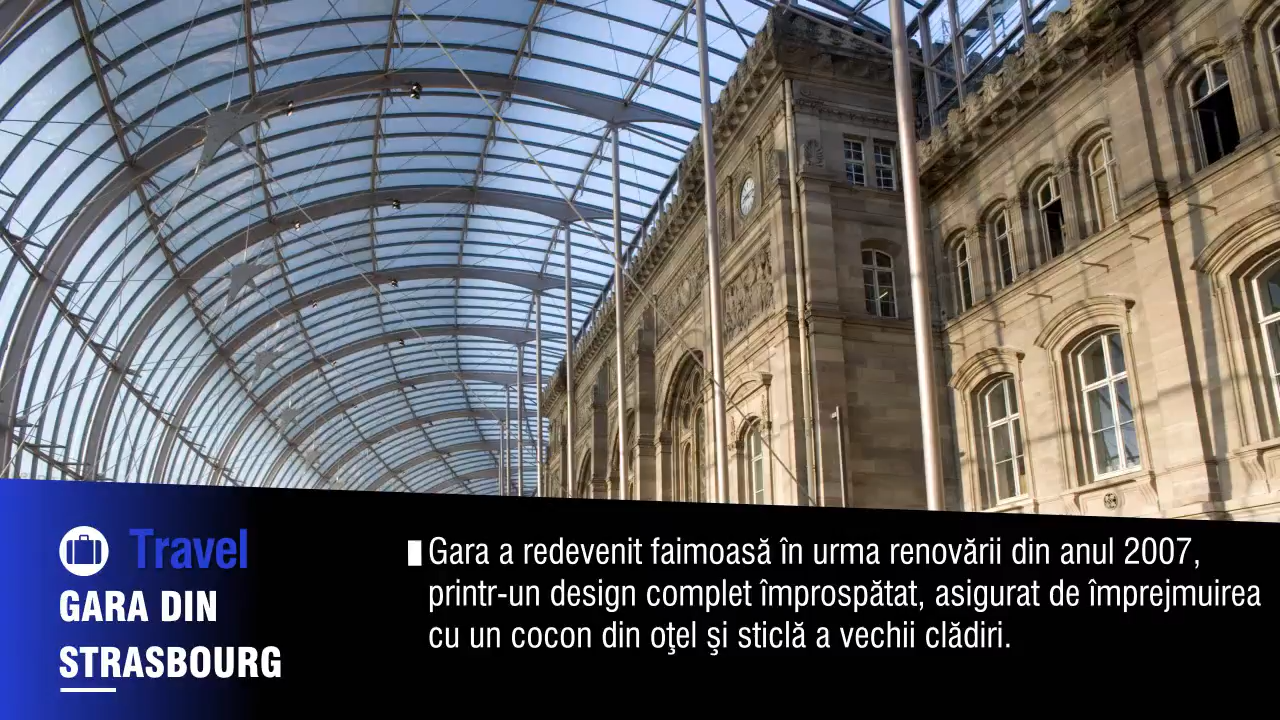 Travel
GARA DIN
STRASBOURG
Gara a redevenit faimoasă în urma renovării din anul 2007,
printr-un design complet împrospătat, asigurat de împrejmuirea
cu un cocon din oţel şi sticlă a vechii clădiri.